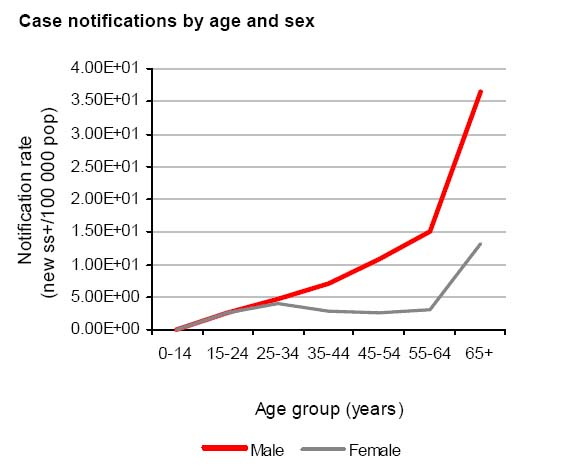 Case notifications by age and sex
Notification rate
(new ss+/100 000 pop)
4.00E+01
3.50E+01
3.00E+01
2.50E+01
2.00E+01
1.50E+01
1.00E+01
5.00E+00
0.00E+00
0-14 15-24 25-34 35-44 45-54 55-64 65+
Age group (years)
Male Female